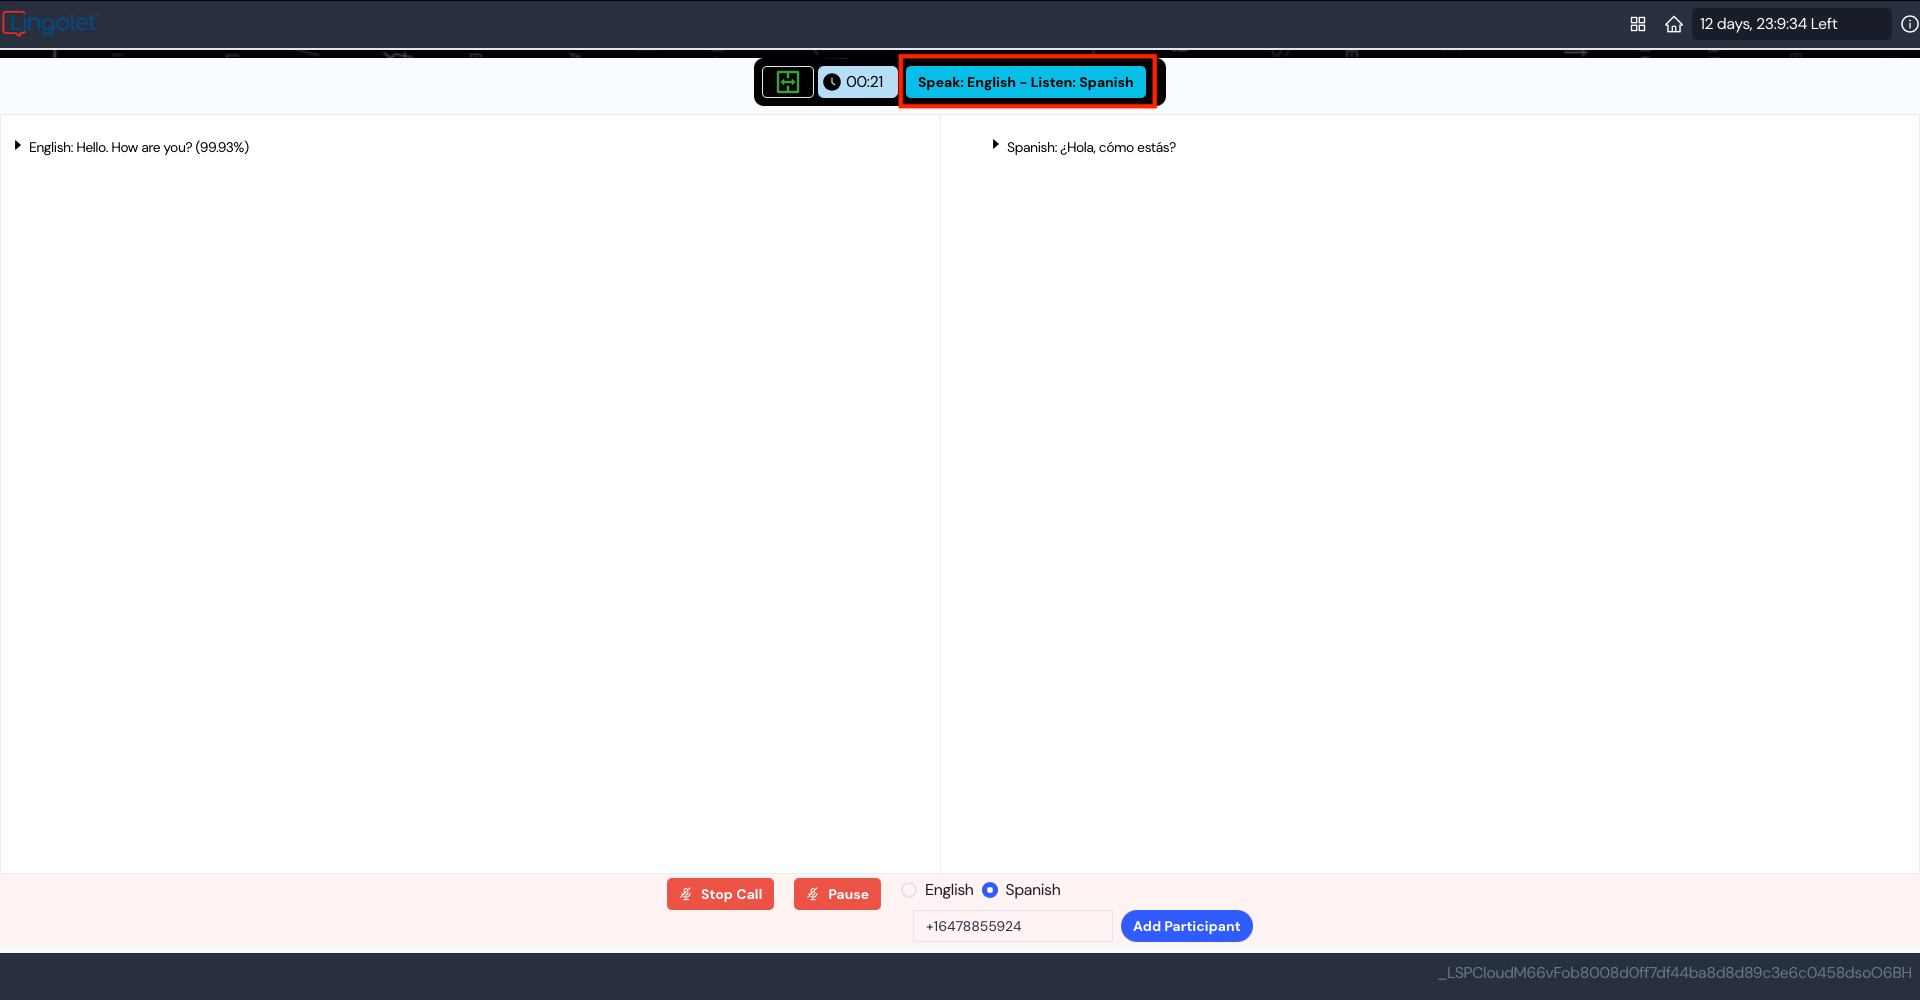 Lingolet
12 days, 23:9:34 Left
00:21
Speak: English - Listen: Spanish
English: Hello. How are you? (99.93%)
Spanish: ¿Hola, cómo estás?
Stop Call
Pause
English
Spanish
+16478855924
Add Participant
_LSPCloudM66vFob8008d0ff7df44ba8d8d89c3e6c0458dsoO6BH